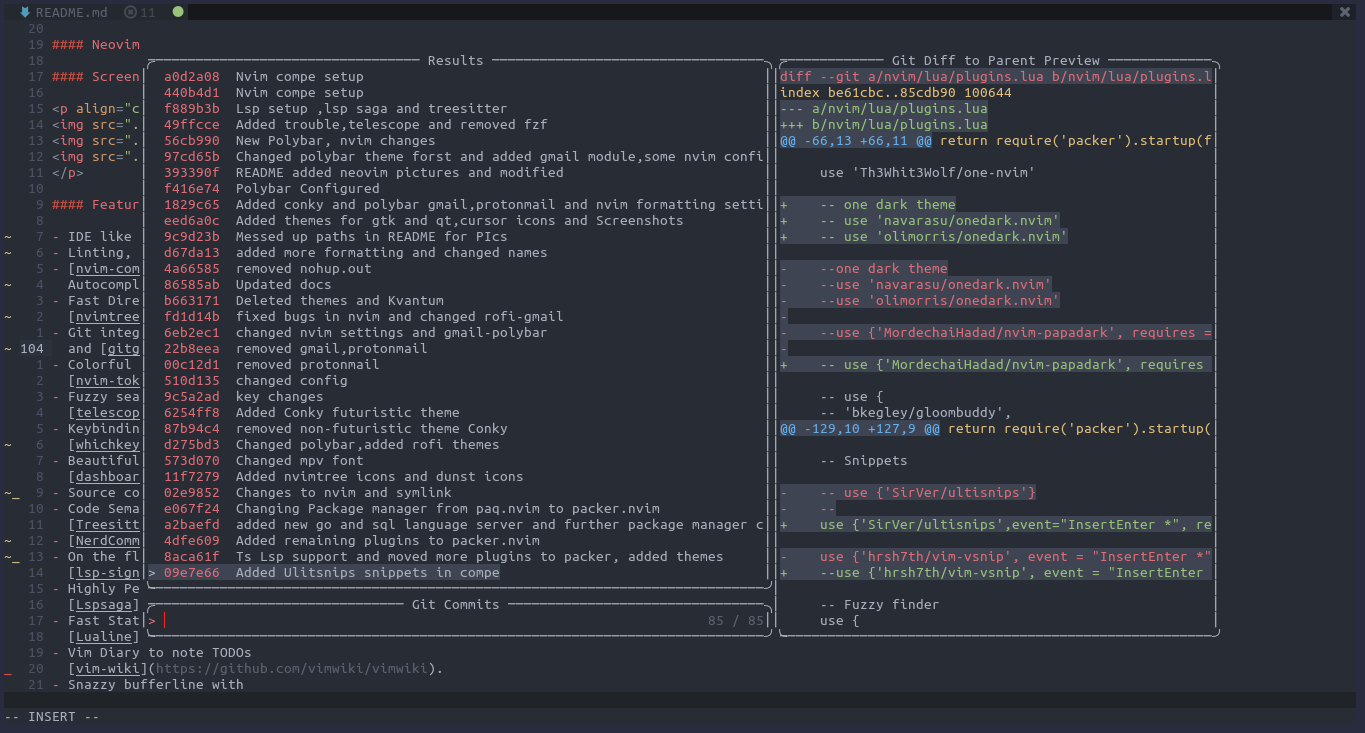 README.md 11
20
19 #### Neovim
18
17 #### Screen
16
15 <p align="c
14 <img src=".
13 <img src=".
12 <img src=".
11 </p>
10
9 #### Featur
8
~ 7 - IDE like
~ 6 - Linting,
5 - [nvim-com
~ 4 Autocompl
3 - Fast Dire
~ 2 [nvimtree
1 - Git integ
~ 104 and [gitg
1 - Colorful
2 [nvim-tok
3 - Fuzzy sea
4 [telescop
5 - Keybindin
~ 6 [whichkey
7 - Beautiful
8 [dashboar
~_ 9 - Source co
10 - Code Sema
11 [Treesitt
~ 12 [NerdComm
~_ 13 - On the fl
14 [lsp-sign
15 - Highly Pe
16 [Lspsaga]
17 - Fast Stat
18 [Lualine]
19 - Vim Diary to note TODOs
_ 20 [vim-wiki](https://github.com/vimwiki/vimwiki).
21 - Snazzy bufferline with
-- INSERT --
Results
a0d2a08 Nvim compe setup
440b4d1 Nvim compe setup
f889b3b Lsp setup ,lsp saga and treesitter
49ffcce Added trouble,telescope and removed fzf
56cb990 New Polybar, nvim changes
97cd65b Changed polybar theme forst and added gmail module,some nvim confi
393390f README added neovim pictures and modified
f416e74 Polybar Configured
1829c65 Added conky and polybar gmail,protonmail and nvim formatting setti
eed6a0c Added themes for gtk and qt,cursor icons and Screenshots
9c9d23b Messed up paths in README for PIcs
d67da13 added more formatting and changed names
4a66585 removed nohup.out
86585ab Updated docs
b663171 Deleted themes and Kvantum
fd1d14b fixed bugs in nvim and changed rofi-gmail
6eb2ec1 changed nvim settings and gmail-polybar
22b8eea removed gmail,protonmail
00c12d1 removed protonmail
510d135 changed config
9c5a2ad key changes
6254ff8 Added Conky futuristic theme
87b94c4 removed non-futuristic theme Conky
d275bd3 Changed polybar,added rofi themes
573d070 Changed mpv font
11f7279 Added nvimtree icons and dunst icons
02e9852 Changes to nvim and symlink
e067f24 Changing Package manager from paq.nvim to packer.nvim
a2baefd added new go and sql language server and further package manager c
4dfe609 Added remaining plugins to packer.nvim
8aca61f Ts Lsp support and moved more plugins to packer, added themes
> 09e7e66 Added Ulitsnips snippets in compe
Git Commits
> 85 / 85
Git Diff to Parent Preview
diff --git a/nvim/lua/plugins.lua b/nvim/lua/plugins.l
index be61cbc..85cdb90 100644
--- a/nvim/lua/plugins.lua
+++ b/nvim/lua/plugins.lua
@@ -66,13 +66,11 @@ return require('packer').startup(f
use 'Th3Whit3Wolf/one-nvim'
+ -- one dark theme
+ -- use 'navarasu/onedark.nvim'
+ -- use 'olimorris/onedark.nvim'
- --one dark theme
- --use 'navarasu/onedark.nvim'
- --use 'olimorris/onedark.nvim'
-
- --use {'MordechaiHadad/nvim-papadark', requires =
-
+ -- use {'MordechaiHadad/nvim-papadark', requires
-- use {
-- 'bkegley/gloombuddy',
@@ -129,10 +127,9 @@ return require('packer').startup(
-- Snippets
- -- use {'SirVer/ultisnips'}
- --
+ use {'SirVer/ultisnips',event="InsertEnter *", re
- use {'hrsh7th/vim-vsnip', event = "InsertEnter *"
+ --use {'hrsh7th/vim-vsnip', event = "InsertEnter
-- Fuzzy finder
use {